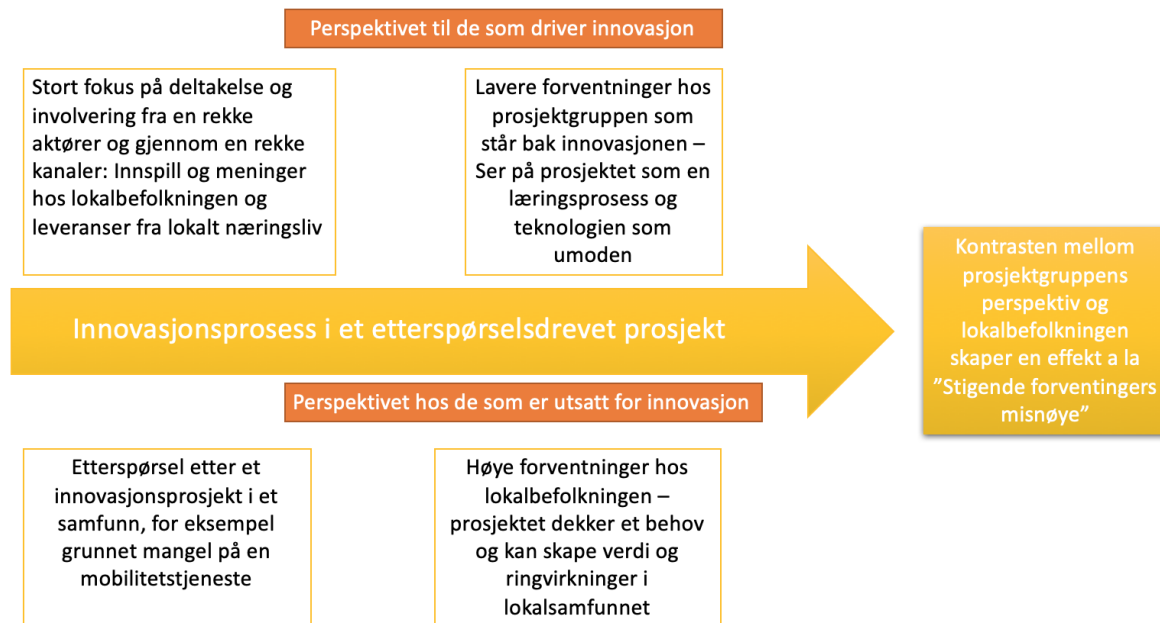 Perspektivet til de som driver innovasjon
Stort fokus på deltakelse og
involvering fra en rekke
aktører og gjennom en rekke
kanaler: Innspill og meninger
hos lokalbefolkningen og
leveranser fra lokalt næringsliv
Lavere forventninger hos
prosjektgruppen som
står bak innovasjonen –
Ser på prosjektet som en
læringsprosess og
teknologien som
umoden
Innovasjonsprosess i et etterspørselsdrevet prosjekt
Kontrasten mellom
prosjektgruppens
perspektiv og
lokalbefolkningen
skaper en effekt a la
”Stigende forventingers
misnøye”
Perspektivet hos de som er utsatt for innovasjon
Etterspørsel etter et
innovasjonsprosjekt i et
samfunn, for eksempel
grunnet mangel på en
mobilitetstjeneste
Høye forventninger hos
lokalbefolkningen –
prosjektet dekker et behov
og kan skape verdi og
ringvirkninger i
lokalsamfunnet